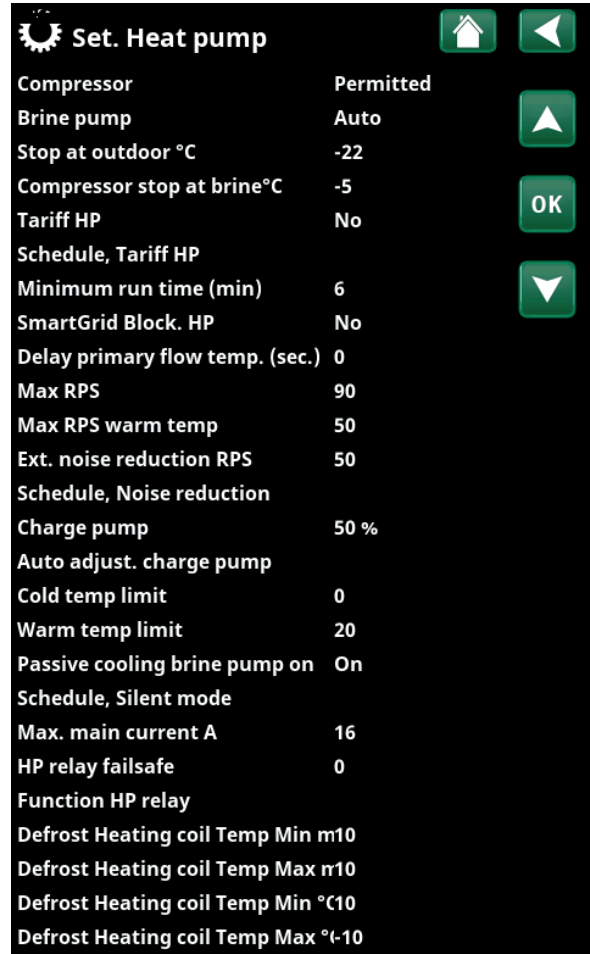 Set. Heat pump
Compressor Permitted
Brine pump Auto
Stop at outdoor °C -22
Compressor stop at brine°C -5
OK
Tariff HP No
Schedule, Tariff HP
Minimum run time (min) 6
SmartGrid Block. HP No
Delay primary flow temp. (sec.) 0
Max RPS 90
Max RPS warm temp 50
Ext. noise reduction RPS 50
Schedule, Noise reduction
Charge pump 50 %
Auto adjust. charge pump
Cold temp limit 0
Warm temp limit 20
Passive cooling brine pump on On
Schedule, Silent mode
Max. main current A 16
HP relay failsafe 0
Function HP relay
Defrost Heating coil Temp Min m10
Defrost Heating coil Temp Max m10
Defrost Heating coil Temp Min °C10
Defrost Heating coil Temp Max °(-10